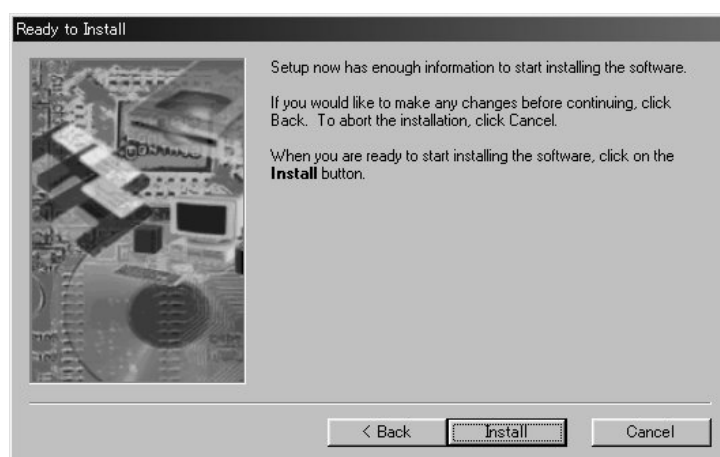 Ready to Install
Setup now has enough information to start installing the software.
If you would like to make any changes before continuing, click
Back. To abort the installation, click Cancel.
When you are ready to start installing the software, click on the
Install button.
< Back
Install
Cancel